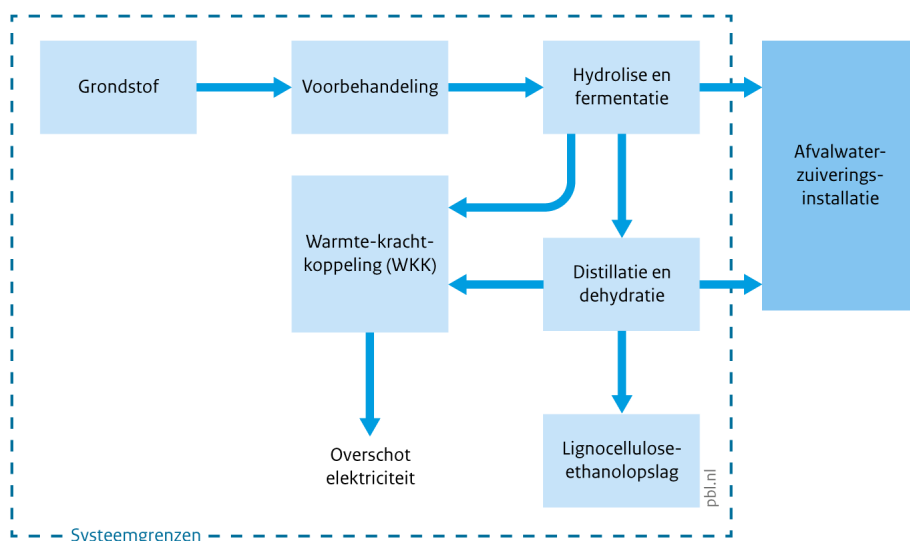 Grondstof
Voorbehandeling
Hydrolise en
fermentatie
Afvalwater-
zuiverings-
installatie
Warmte-kracht-
koppeling (WKK)
Distillatie en
dehydratie
Overschot
elektriciteit
Lignocellulose-
ethanolopslag
pbl.nl
Systeemgrenzen